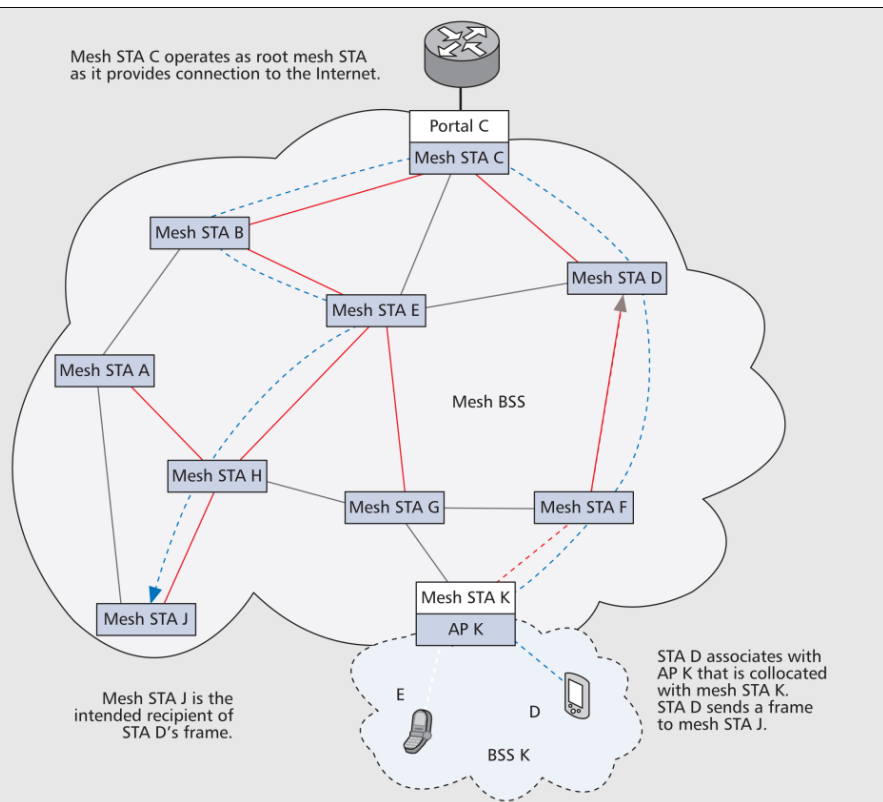 Mesh STA C operates as root mesh STA
as it provides connection to the Internet.
Portal C
Mesh STA C
Mesh STA B
Mesh STA D
Mesh STA E
Mesh STA A
Mesh BSS
Mesh STA H
Mesh STA G
Mesh STA F
Mesh STA K
Mesh STA J
AP K
STA D associates with
AP K that is collocated
with mesh STA K.
STA D sends a frame
to mesh STA J.
Mesh STA J is the
intended recipient of
STA D's frame.
E
D
BSS K